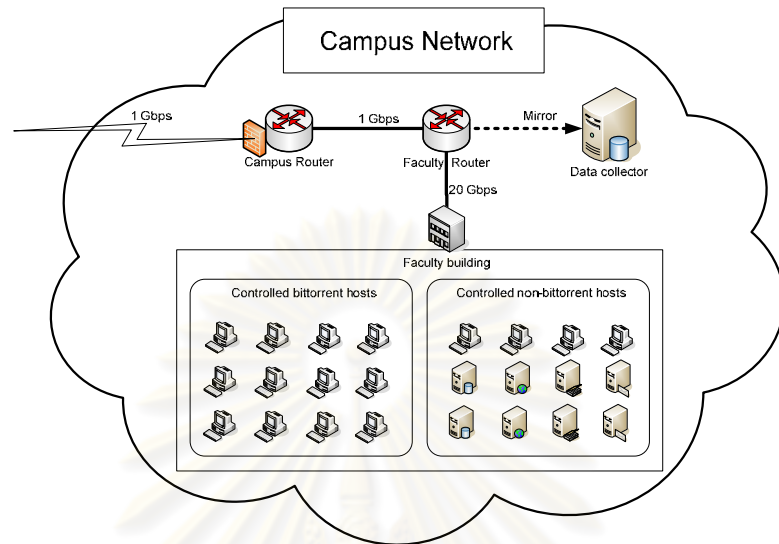 Campus Network
1 Gbps
1 Gbps
Mirror
Campus Router
Faculty Router
Data collector
20 Gbps
Faculty building
Controlled bittorrent hosts
Controlled non-bittorrent hosts